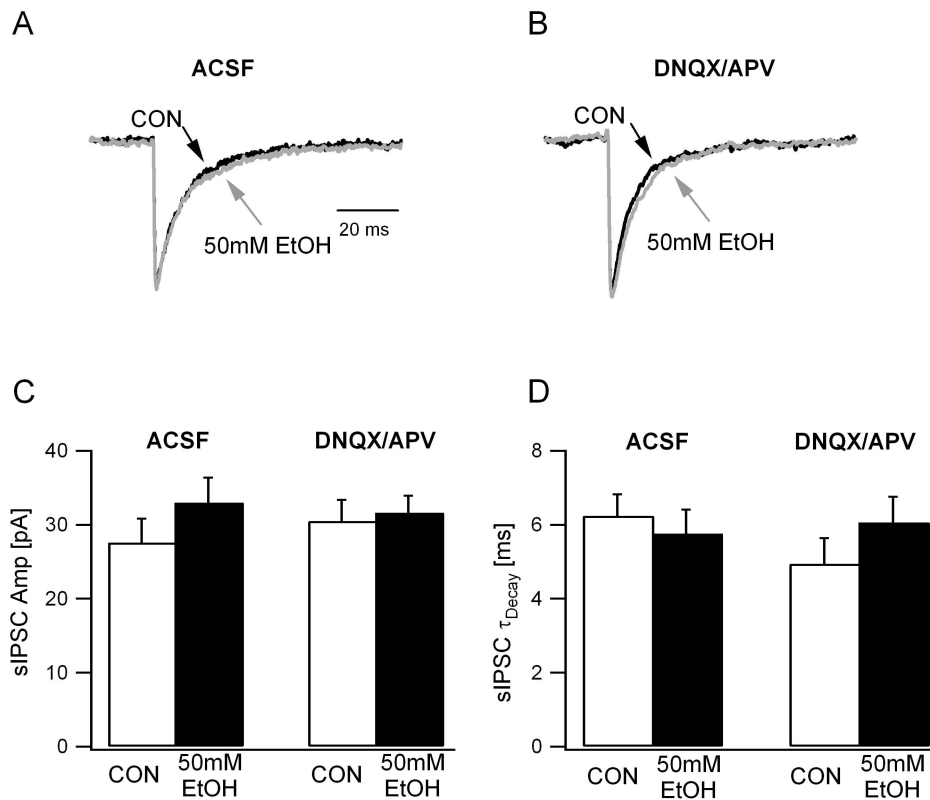 A
ACSF
CON
50mM EtOH
20 ms
B
DNQX/APV
CON
50mM EtOH
C
ACSF
DNQX/APV
sIPSC Amp [pA]
40
30
20
10
0
CON
50mM
EtOH
CON
50mM
EtOH
D
ACSF
DNQX/APV
sIPSC τDecay [ms]
8
6
4
2
0
CON
50mM
EtOH
CON
50mM
EtOH